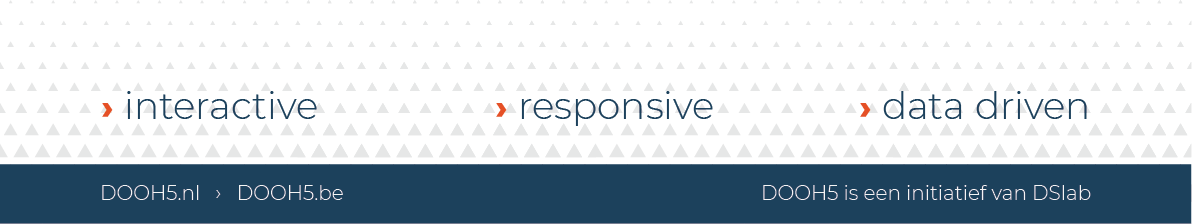 › interactive › responsive › data driven
DOOH5.nl › DOOH5.be DOOH5 is een initiatief van DSlab